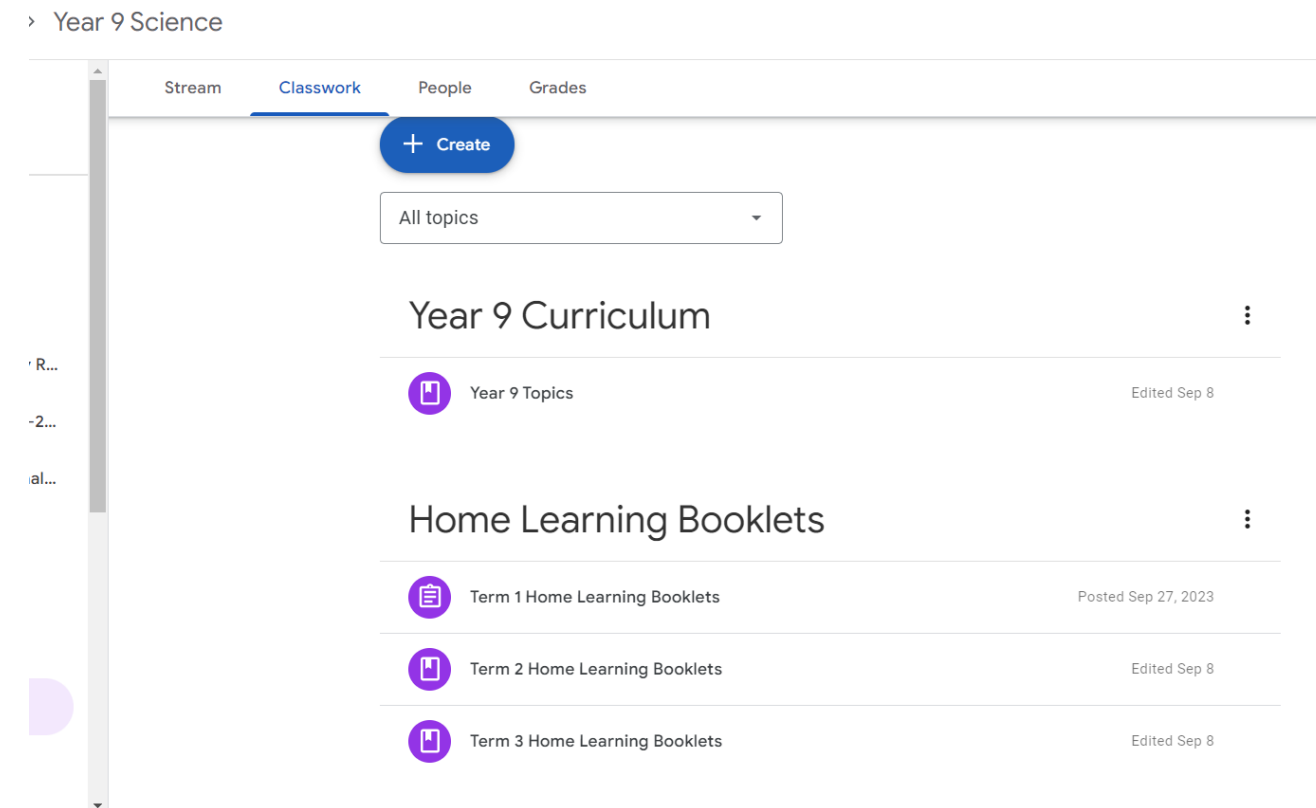 Year 9 Science
Stream Classwork People Grades
Create
All topics
Year 9 Curriculum
Year 9 Topics Edited Sep 8
R...
-2...
al...
Home Learning Booklets
Term 1 Home Learning Booklets Posted Sep 27, 2023
Term 2 Home Learning Booklets Edited Sep 8
Term 3 Home Learning Booklets Edited Sep 8